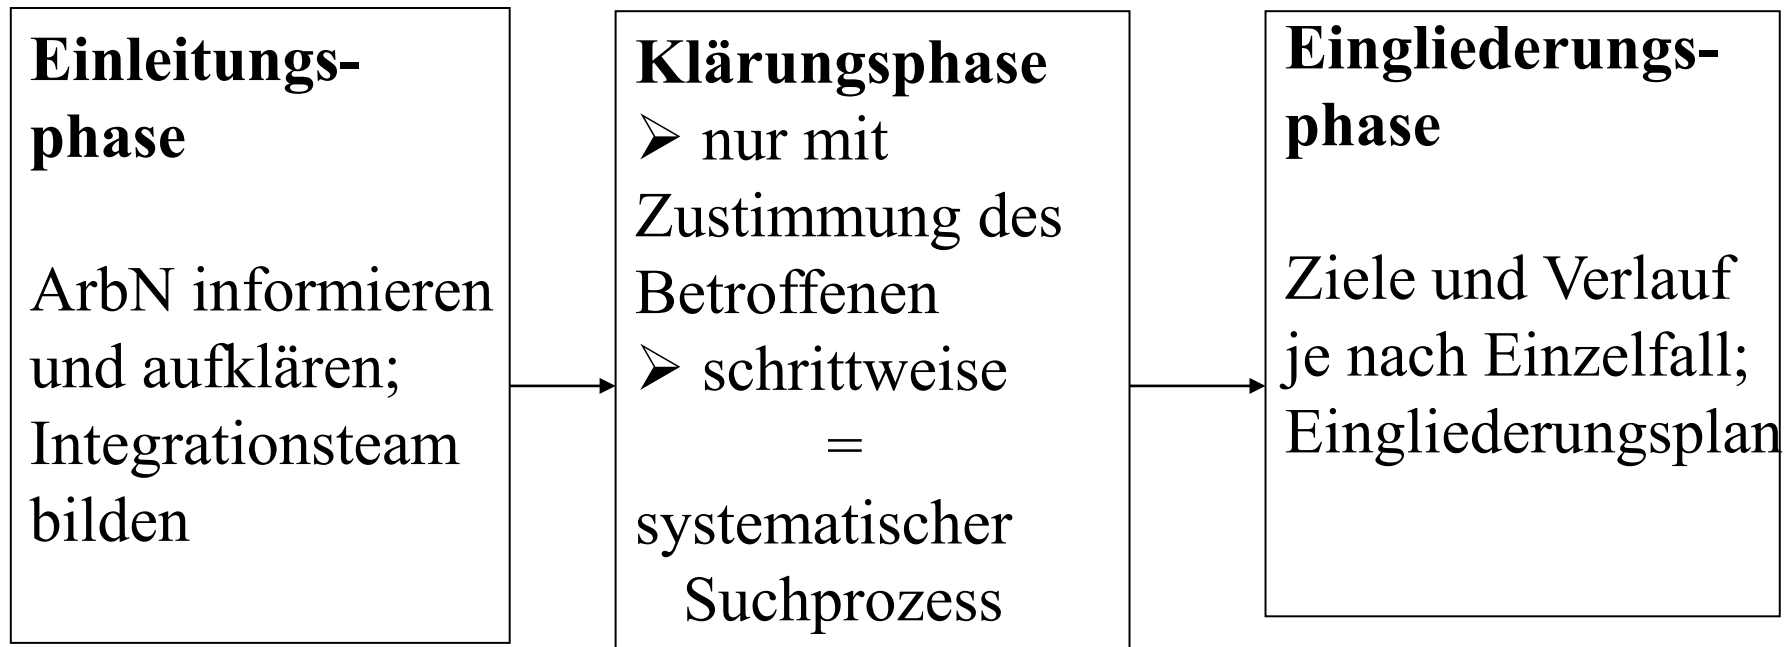 Einleitungs-
phase
ArbN informieren
und aufklären;
Integrationsteam
bilden
Klärungsphase
➢ nur mit
Zustimmung des
Betroffenen
➢ schrittweise
=
systematischer
Suchprozess
Eingliederungs-
phase
Ziele und Verlauf
je nach Einzelfall;
Eingliederungsplan